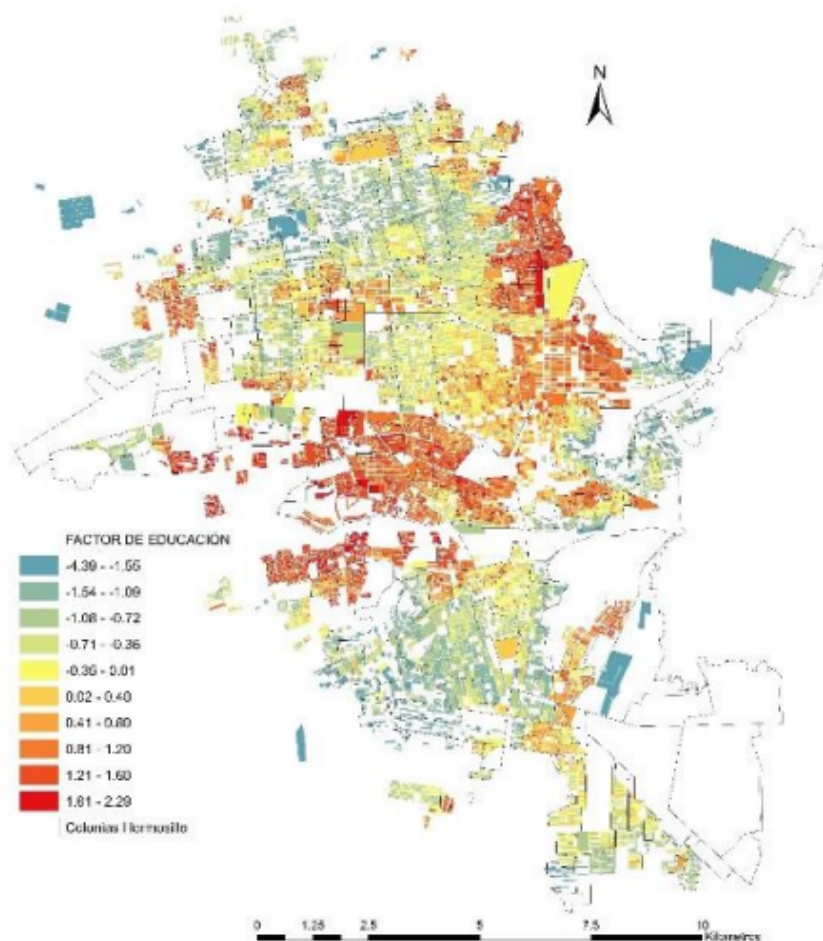 N
FACTOR DE EDUCACIÓN
-4.39 - -1.55
-1.54 - -1.09
-1.08 - -0.72
-0.71 - -0.36
-0.35 - 0.01
0.02 - 0.40
0.41 - 0.80
0.81 - 1.20
1.21 - 1.60
1.61 - 2.29
Colonias Hermosillo
0 1.25 2.5 5 7.5 10
Kilometros